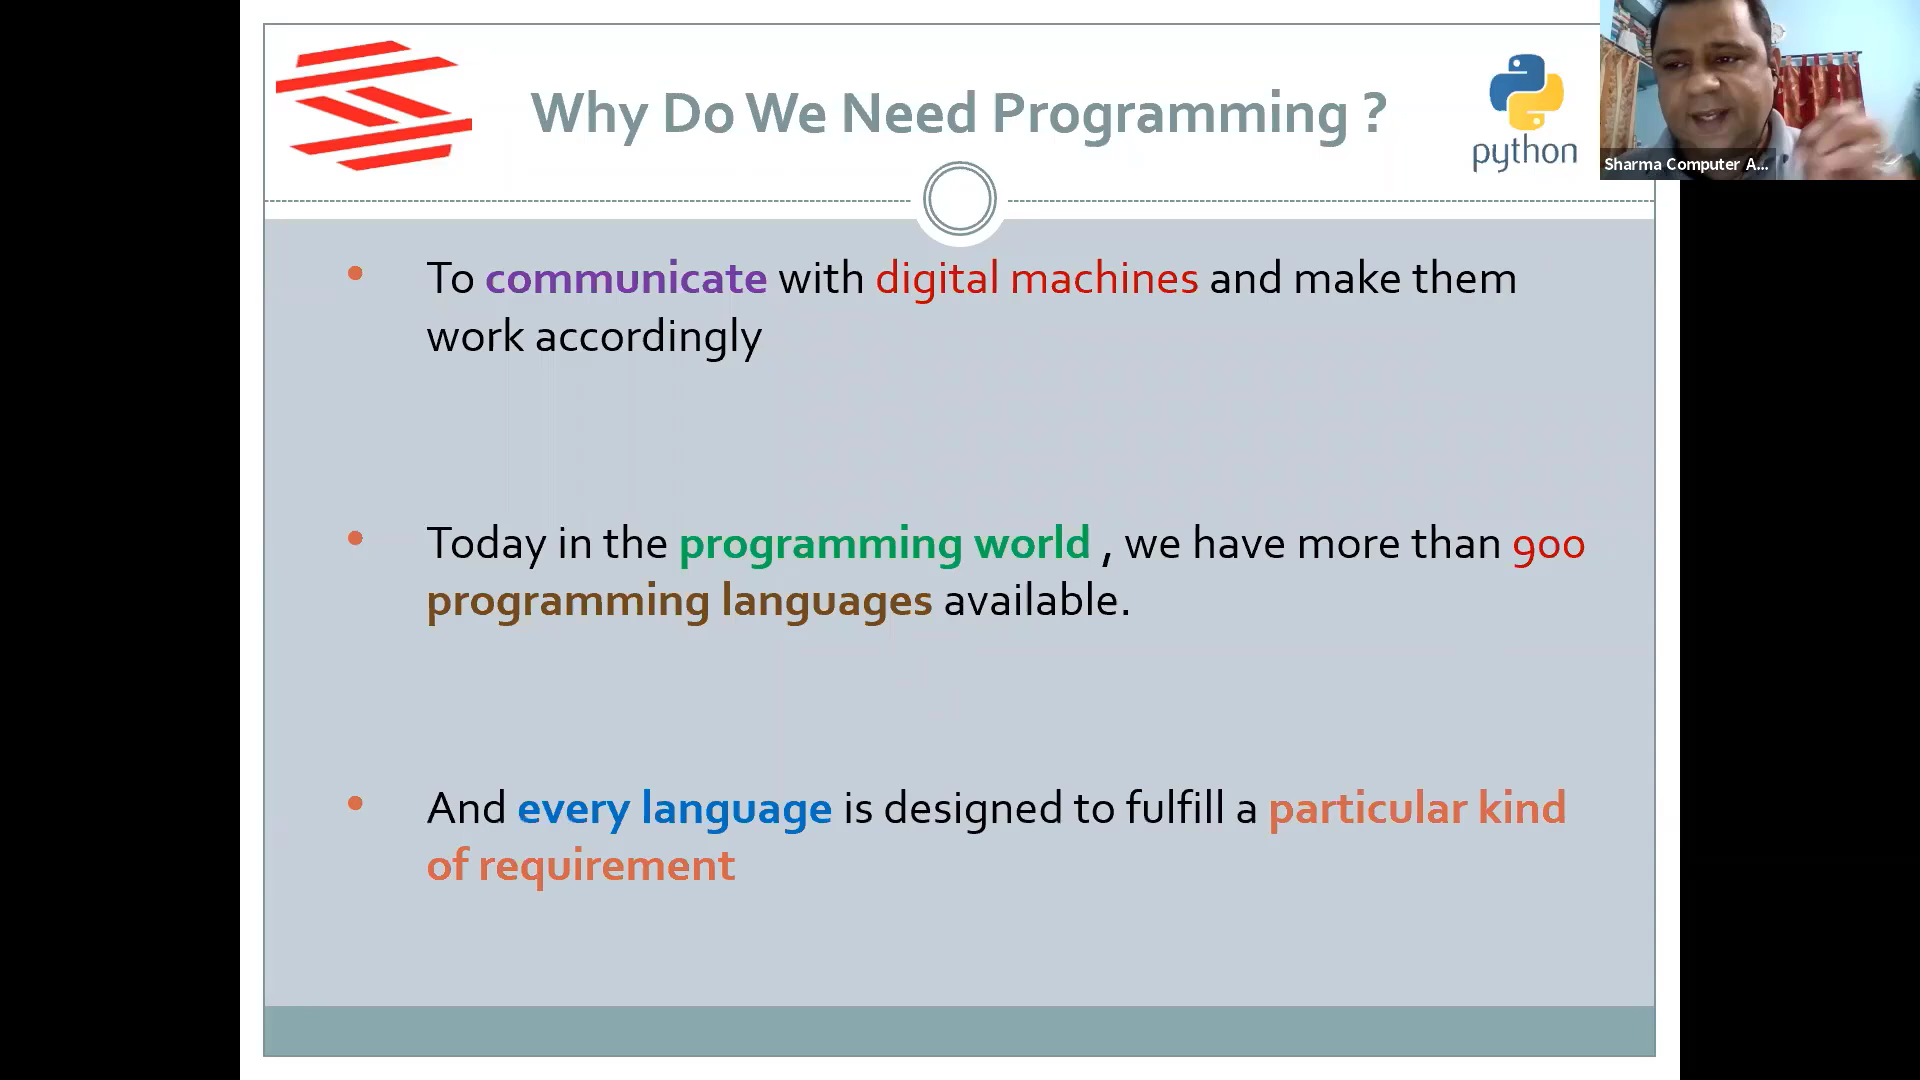 Why Do We Need Programming ?
python
Sharma Computer A...
To communicate with digital machines and make them
work accordingly
Today in the programming world , we have more than 900
programming languages available.
And every language is designed to fulfill a particular kind
of requirement